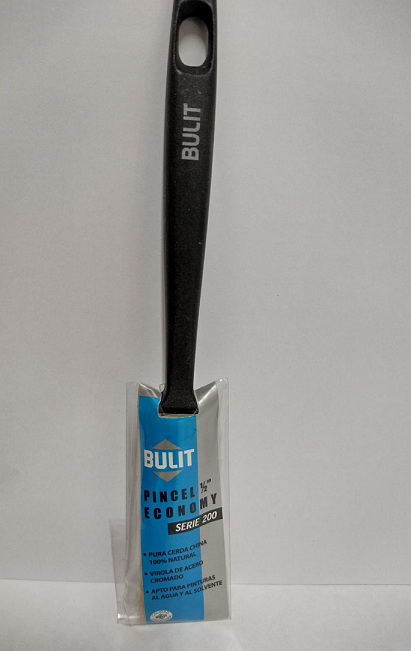 BULIT
BULIT
PINCEL ½"
ECONOMY
SERIE 200
• PURA CERDA CHINA
100% NATURAL
• VIROLA DE ACERO
CROMADO
• APTO PARA PINTURAS
AL AGUA Y AL SOLVENTE